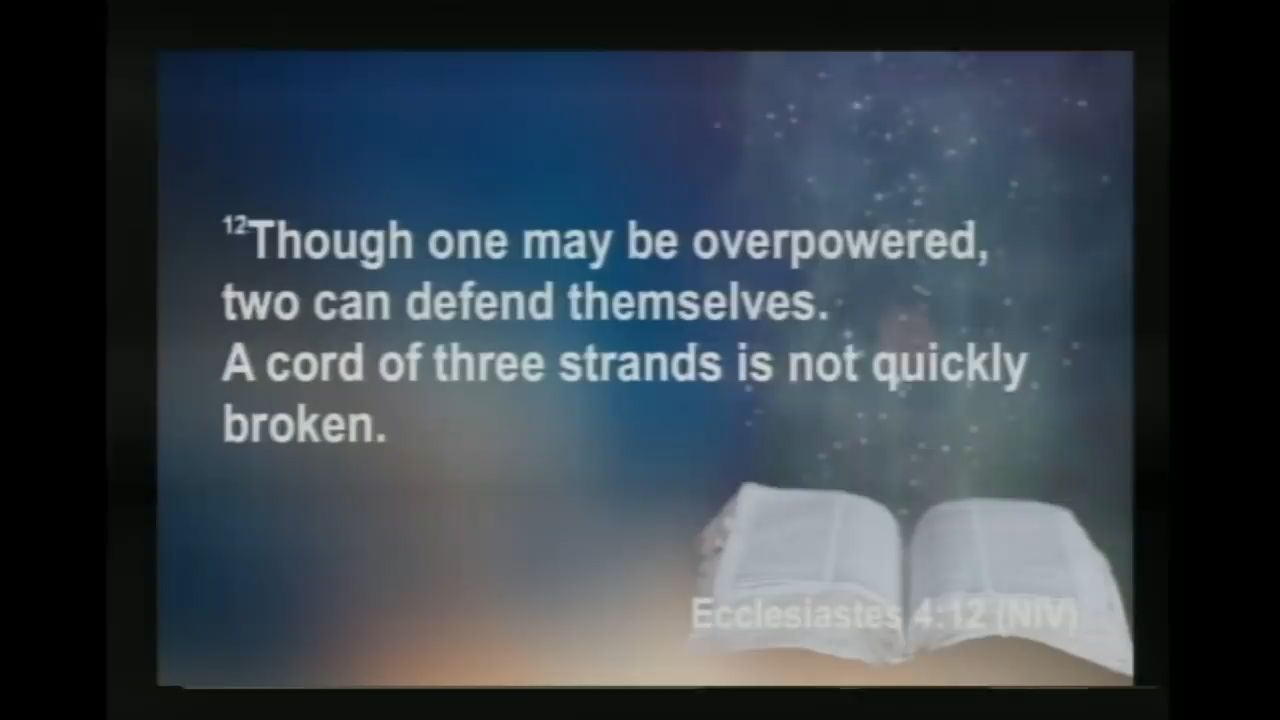 12Though one may be overpowered,
two can defend themselves.
A cord of three strands is not quickly
broken.
Ecclesiastes 4:12 (NIV)